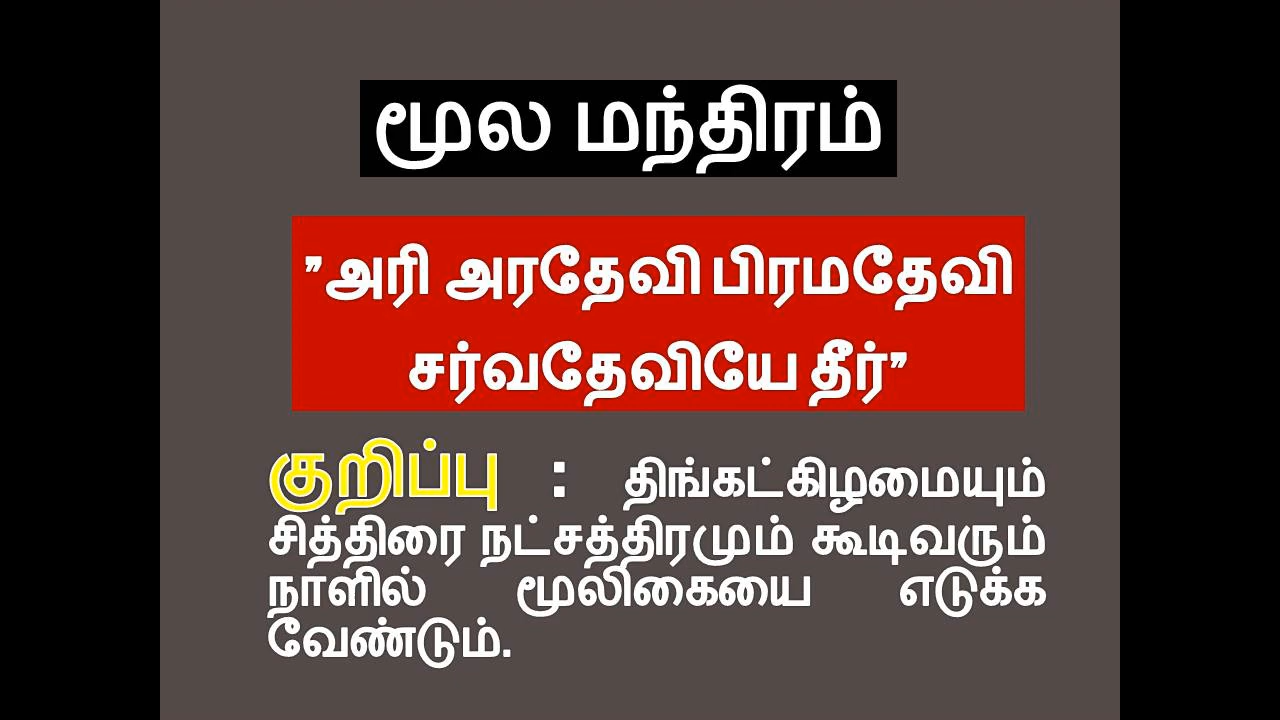 மூல மந்திரம்
”அரி அரதேவி பிரமதேவி
சர்வதேவியே தீர்”
குறிப்பு : திங்கட்கிழமையும்
சித்திரை நட்சத்திரமும் கூடிவரும்
நாளில் மூலிகையை எடுக்க
வேண்டும்.